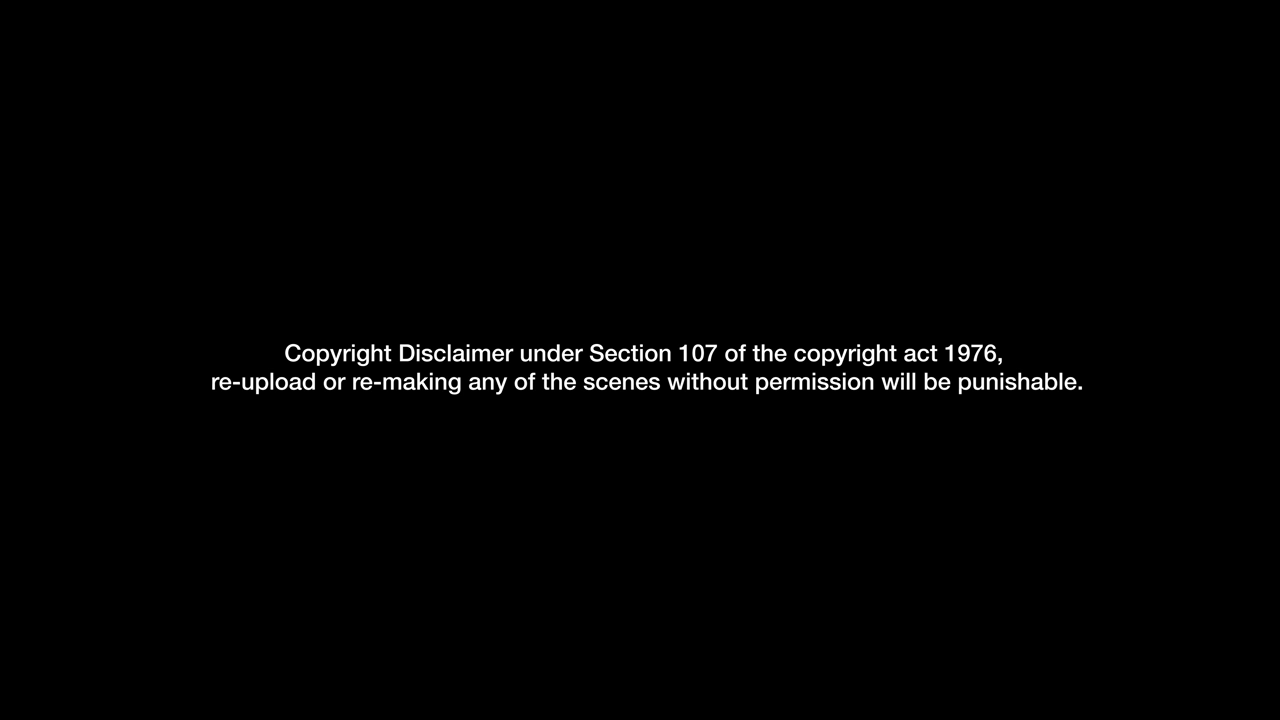 Copyright Disclaimer under Section 107 of the copyright act 1976,
re-upload or re-making any of the scenes without permission will be punishable.